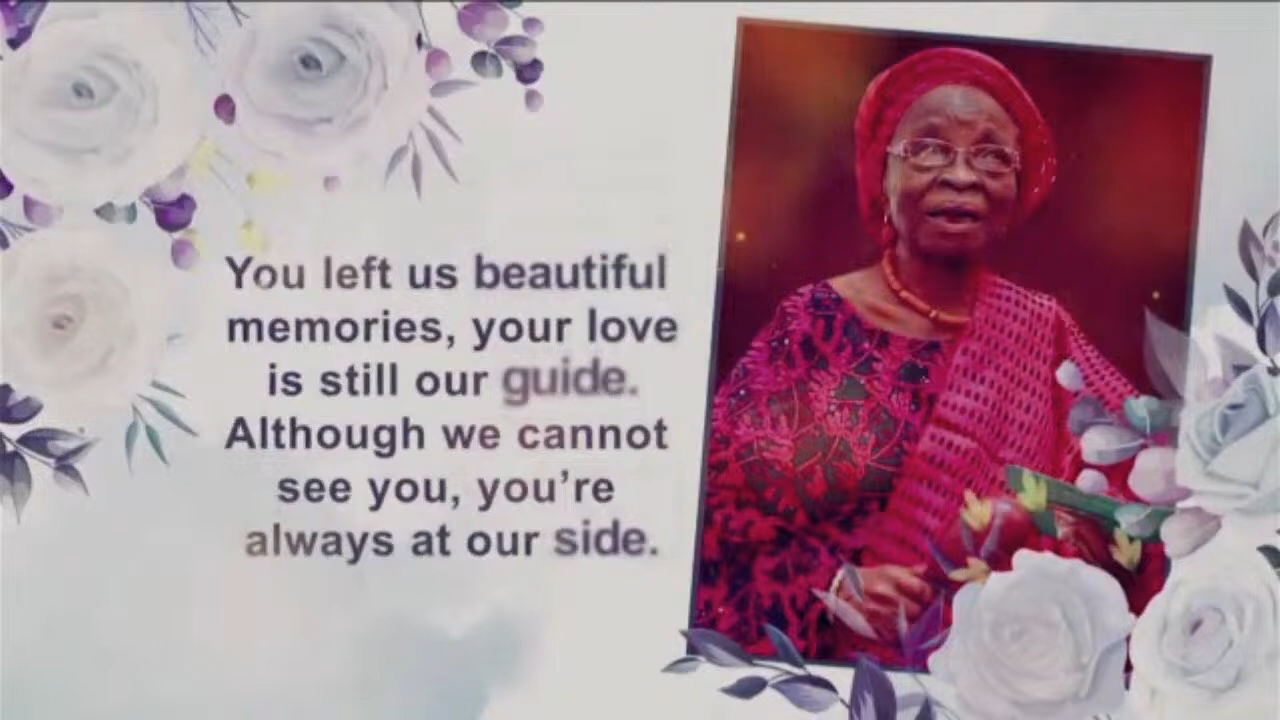 You left us beautiful
memories, your love
is still our guide.
Although we cannot
see you, you’re
always at our side.